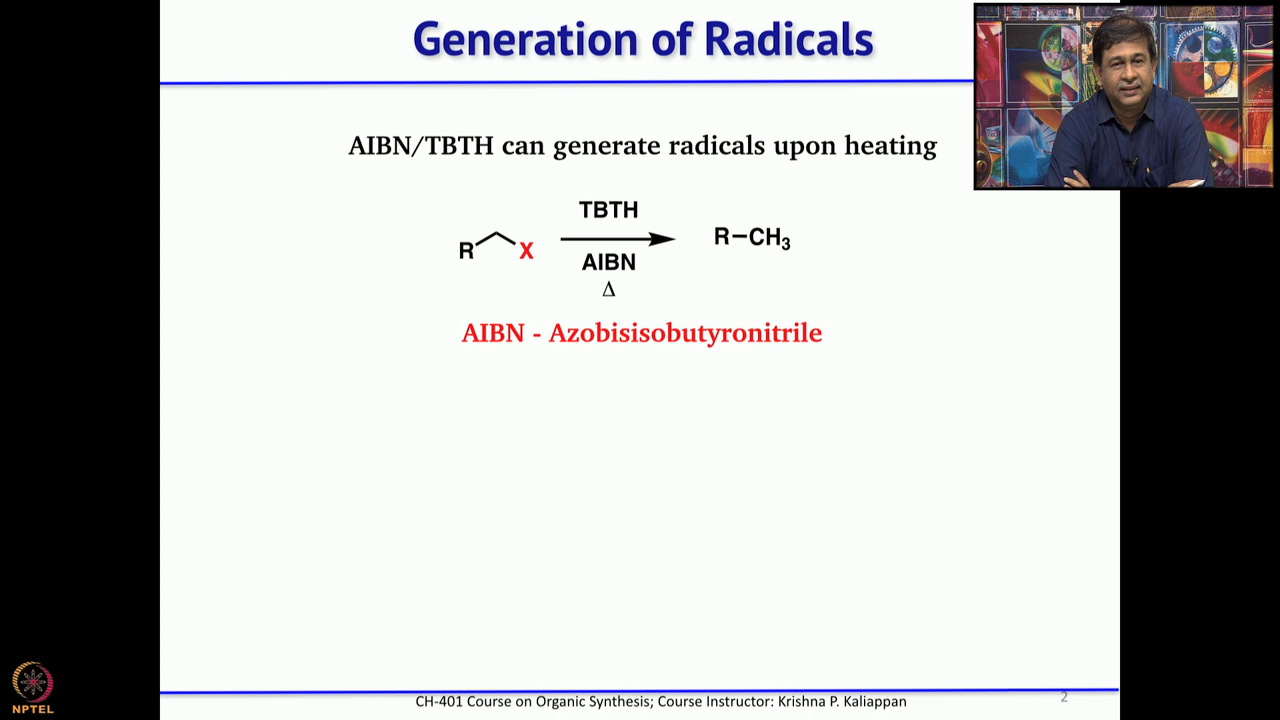 Generation of Radicals
AIBN/TBTH can generate radicals upon heating
TBTH
R X
R–CH3
AIBN
Δ
AIBN - Azobisisobutyronitrile
NPTEL
CH-401 Course on Organic Synthesis; Course Instructor: Krishna P. Kaliappan
2